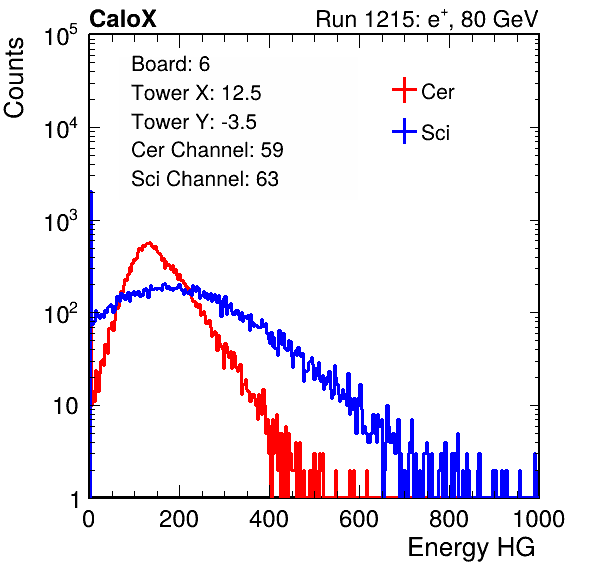 CaloX Run 1215: e⁺, 80 GeV
Counts
Board: 6
Tower X: 12.5
Tower Y: -3.5
Cer Channel: 59
Sci Channel: 63
Cer
Sci
10⁵
10⁴
10³
10²
10
1
0 200 400 600 800 1000
Energy HG